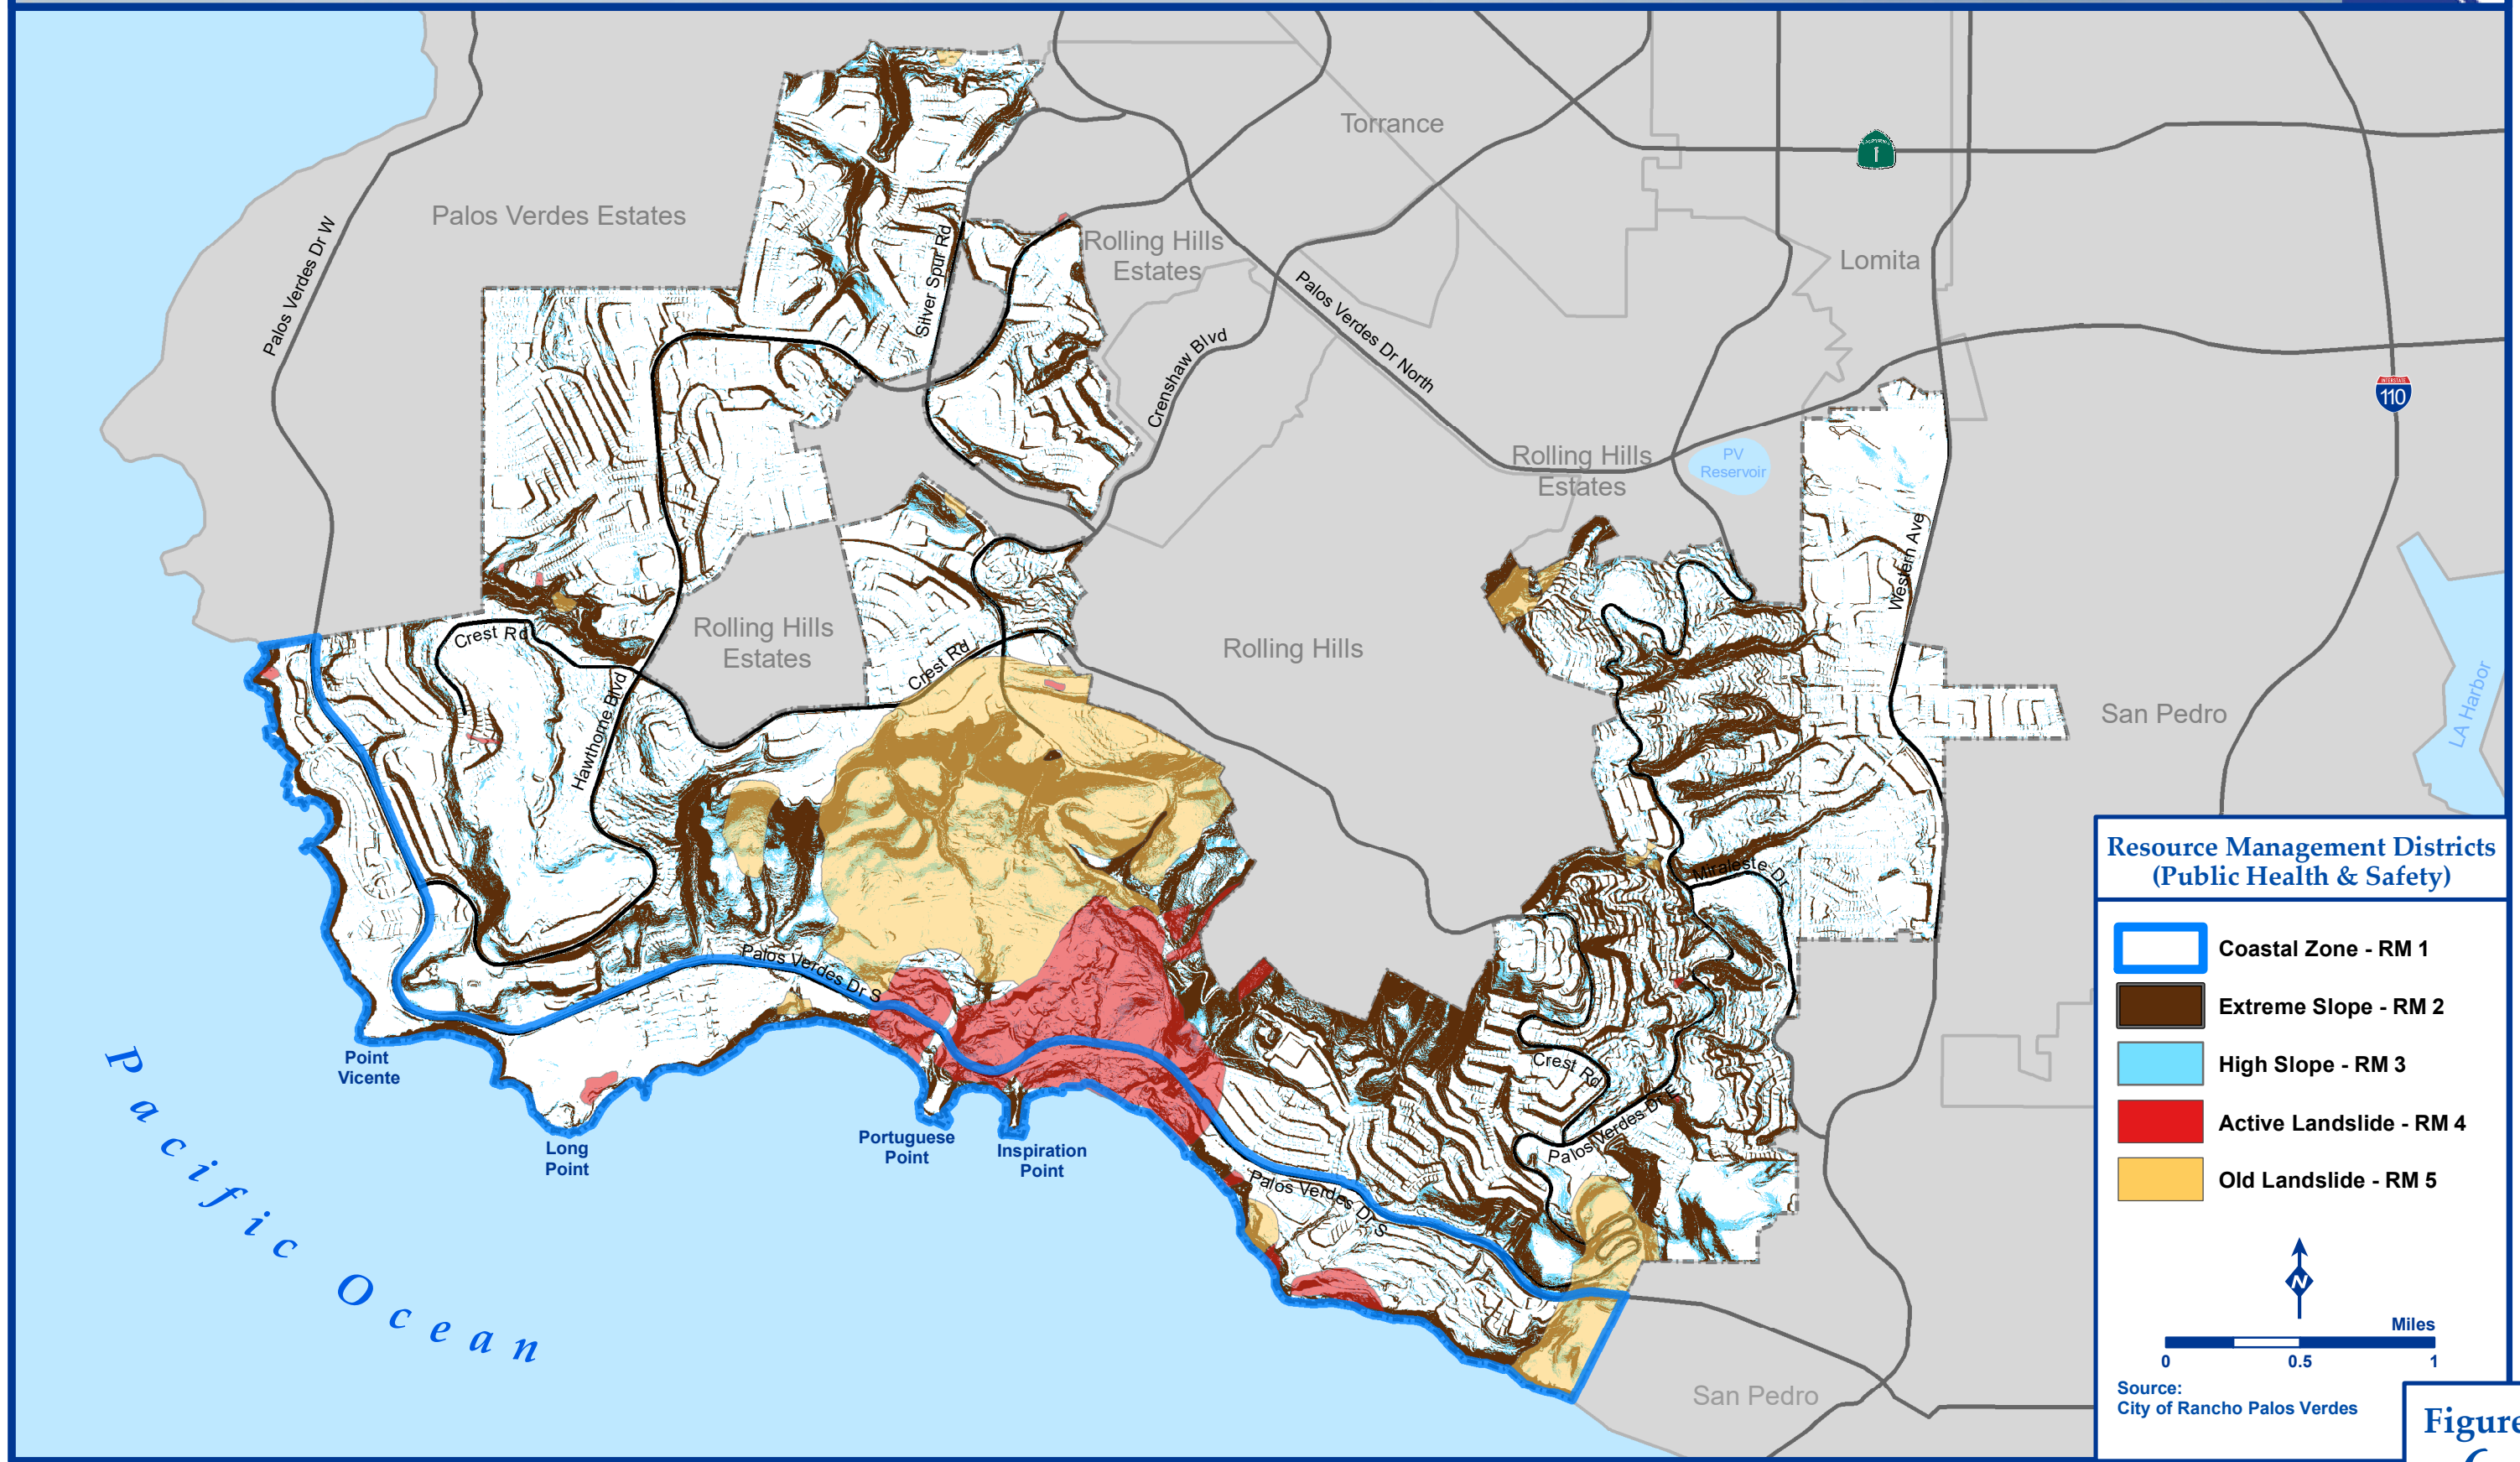 Torrance
CALIFORNIA
1
Palos Verdes Estates
Palos Verdes Dr W
Silver Spur Rd
Rolling Hills
Estates
Lomita
Palos Verdes Dr North
Crenshaw Blvd
INTERSTATE
110
Rolling Hills
Estates
PV
Reservoir
Western Ave
Crest Rd
Rolling Hills
Estates
Crest Rd
Rolling Hills
Hawthorne Blvd
San Pedro
LA Harbor
Miraleste Dr
Palos Verdes Dr S
Point
Vicente
Long
Point
Portuguese
Point
Inspiration
Point
Crest Rd
Palos Verdes Dr E
Palos Verdes Dr S
Pacific Ocean
San Pedro
Resource Management Districts
(Public Health & Safety)
Coastal Zone - RM 1
Extreme Slope - RM 2
High Slope - RM 3
Active Landslide - RM 4
Old Landslide - RM 5
N
Miles
0 0.5 1
Source:
City of Rancho Palos Verdes
Figure